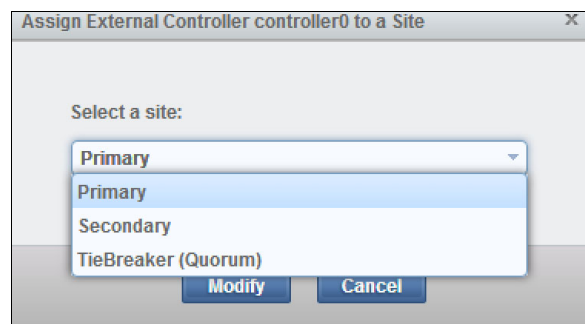 Assign External Controller controller0 to a Site
Select a site:
Primary
Primary
Secondary
TieBreaker (Quorum)
Modify Cancel